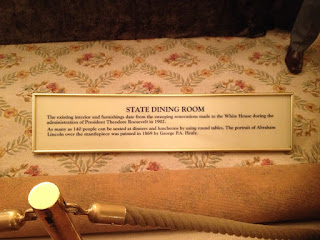 STATE DINING ROOM
The existing interior and furnishings date from the sweeping renovations made to the White House during the
administration of President Theodore Roosevelt in 1902.
As many as 140 people can be seated at dinners and luncheons by using round tables. The portrait of Abraham
Lincoln over the mantelpiece was painted in 1869 by George P.A. Healy.